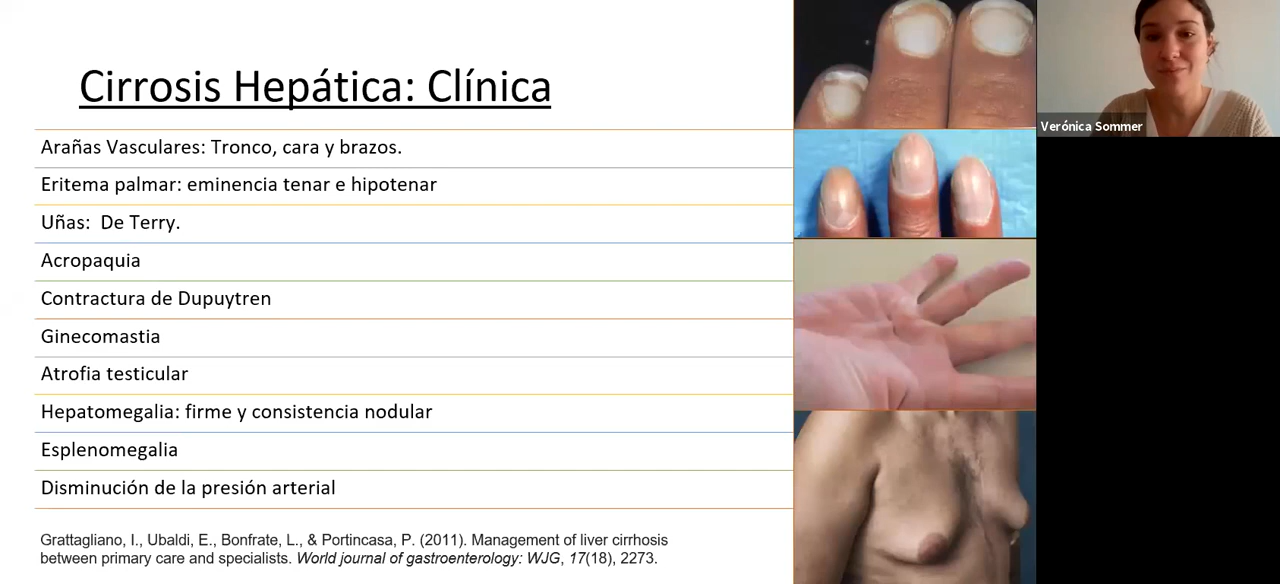 Cirrosis Hepática: Clínica
Arañas Vasculares: Tronco, cara y brazos.
Eritema palmar: eminencia tenar e hipotenar
Uñas:  De Terry.
Acropaquia
Contractura de Dupuytren
Ginecomastia
Atrofia testicular
Hepatomegalia: firme y consistencia nodular
Esplenomegalia
Disminución de la presión arterial
Grattagliano, I., Ubaldi, E., Bonfrate, L., & Portincasa, P. (2011). Management of liver cirrhosis
between primary care and specialists. World journal of gastroenterology: WJG, 17(18), 2273.
Verónica Sommer